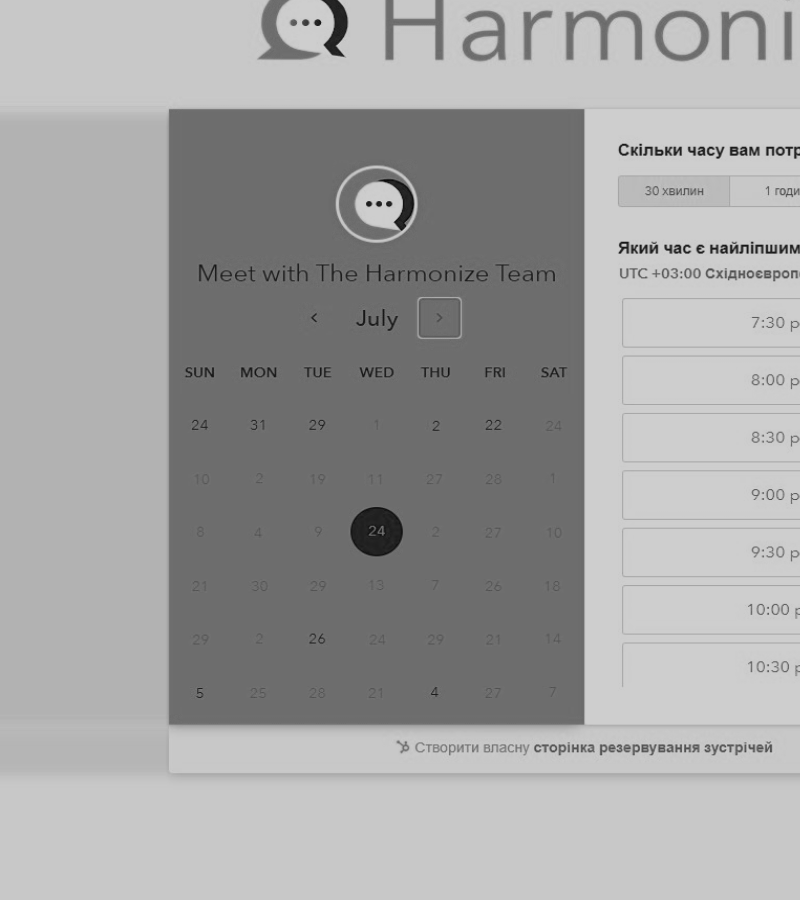 Harmoni
Meet with The Harmonize Team
July
SUN MON TUE WED THU FRI SAT
24 31 29 1 2 22 24
10 2 19 11 27 28 1
8 4 9 24 2 27 10
21 30 29 13 7 26 18
29 2 26 24 29 21 14
5 25 28 21 4 27 7
Скільки часу вам потр
30 хвилин 1 годи
Який час є найліпшим
UTC +03:00 Східноєвроп
7:30 р
8:00 р
8:30 р
9:00 р
9:30 р
10:00 р
10:30 р
Створити власну сторінка резервування зустрічей